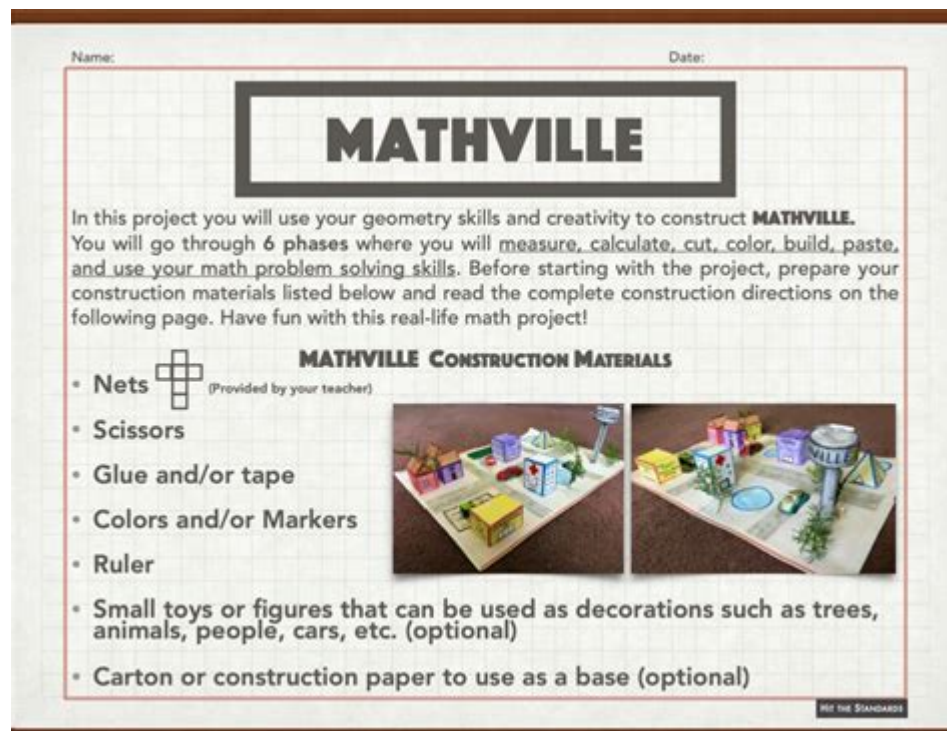 Name: Date:
MATHVILLE
In this project you will use your geometry skills and creativity to construct MATHVILLE.
You will go through 6 phases where you will measure, calculate, cut, color, build, paste,
and use your math problem solving skills. Before starting with the project, prepare your
construction materials listed below and read the complete construction directions on the
following page. Have fun with this real-life math project!
MATHVILLE CONSTRUCTION MATERIALS
• Nets (Provided by your teacher)
• Scissors
• Glue and/or tape
• Colors and/or Markers
• Ruler
• Small toys or figures that can be used as decorations such as trees,
animals, people, cars, etc. (optional)
• Carton or construction paper to use as a base (optional)
HIT THE STANDARDS